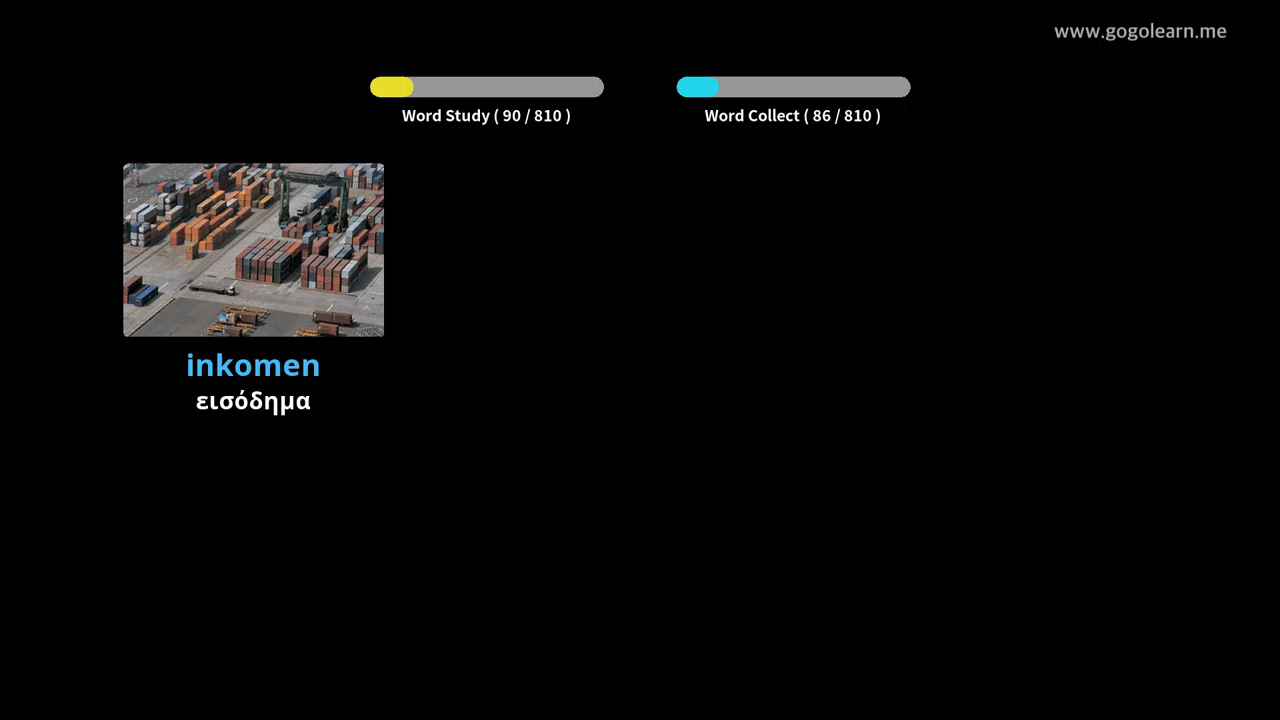 www.gogolearn.me
Word Study ( 90 / 810 )
Word Collect ( 86 / 810 )
inkomen
εισόδημα